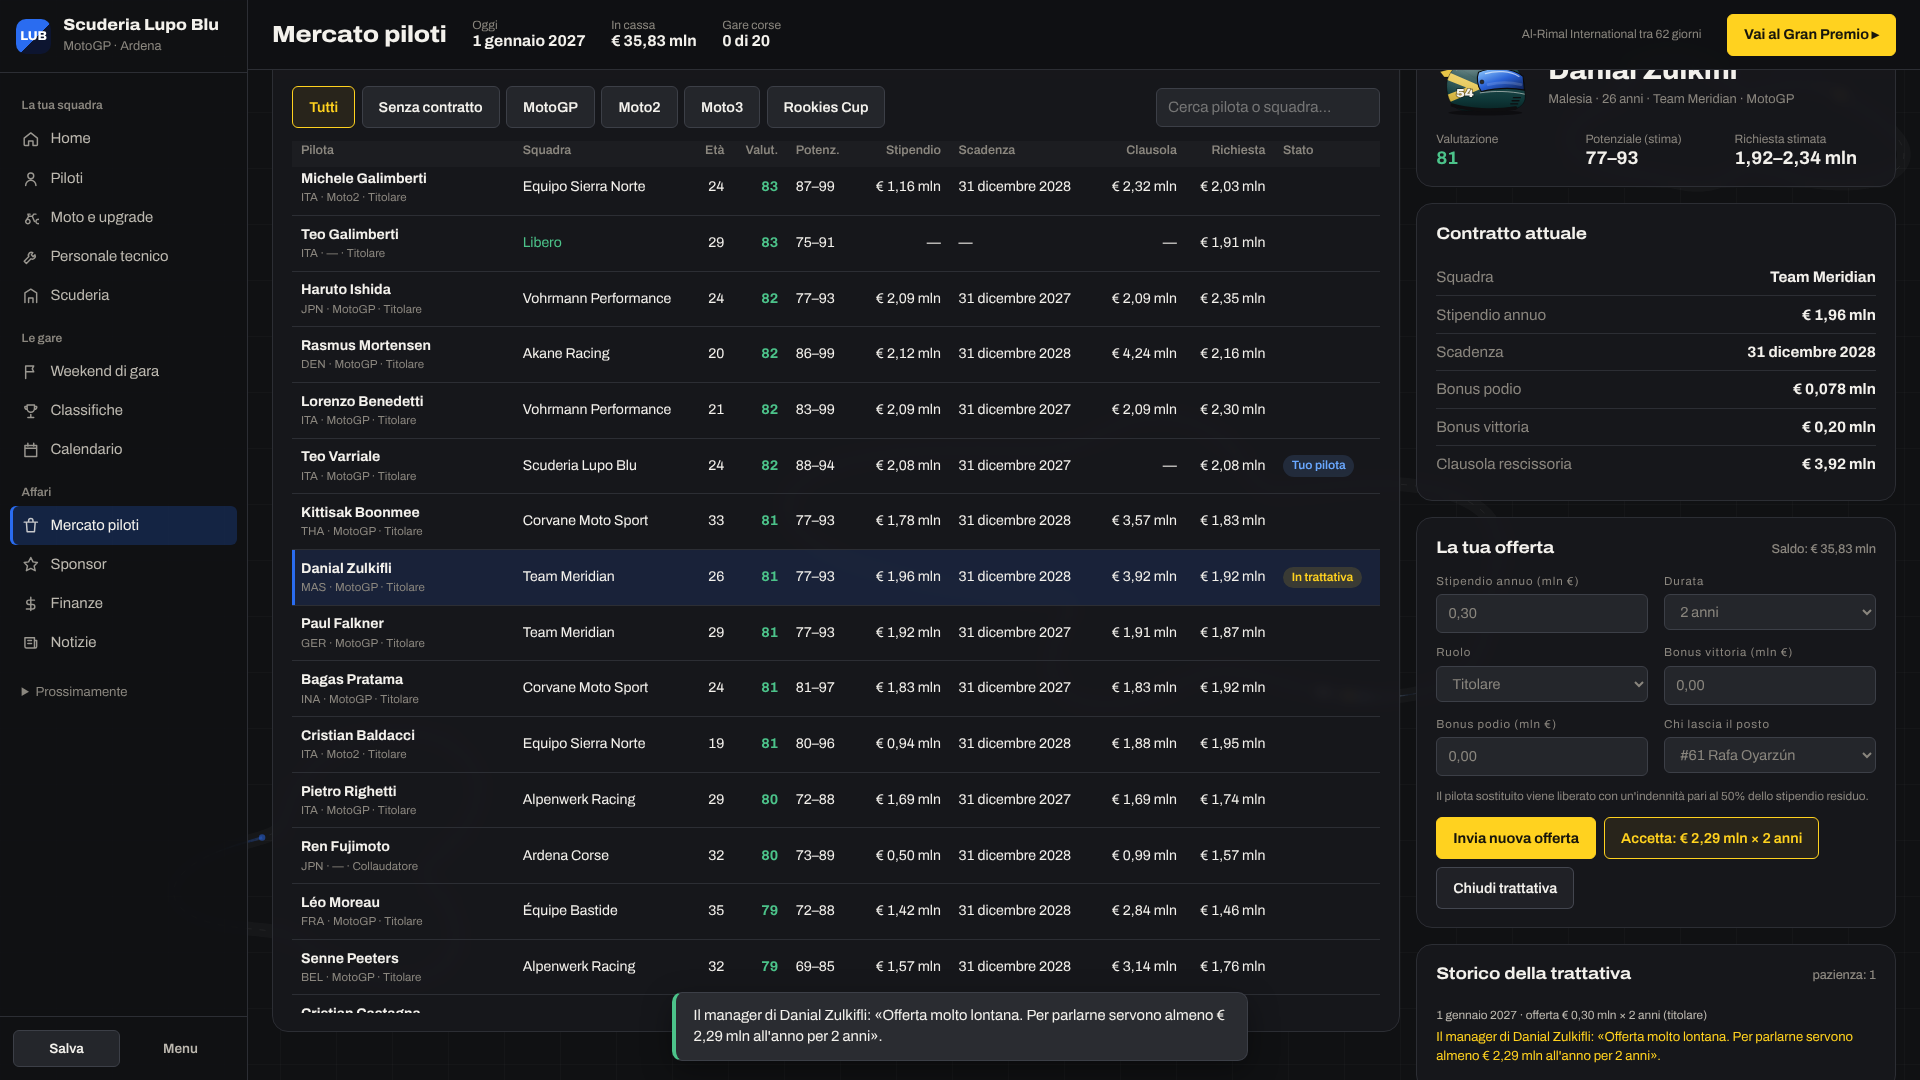 LUB
Scuderia Lupo Blu
MotoGP · Ardena
La tua squadra
Home
Piloti
Moto e upgrade
Personale tecnico
Scuderia
Le gare
Weekend di gara
Classifiche
Calendario
Affari
Mercato piloti
Sponsor
Finanze
Notizie
▶ Prossimamente
Salva
Menu
Mercato piloti
Oggi
1 gennaio 2027
In cassa
€ 35,83 mln
Gare corse
0 di 20
Al-Rimal International tra 62 giorni
Vai al Gran Premio ▸
Tutti
Senza contratto
MotoGP
Moto2
Moto3
Rookies Cup
Cerca pilota o squadra...
Pilota Squadra Età Valut. Potenz. Stipendio Scadenza Clausola Richiesta Stato
Michele Galimberti
ITA · Moto2 · Titolare
Equipo Sierra Norte 24 83 87–99 € 1,16 mln 31 dicembre 2028 € 2,32 mln € 2,03 mln
Teo Galimberti
ITA · — · Titolare
Libero 29 83 75–91 — — — € 1,91 mln
Haruto Ishida
JPN · MotoGP · Titolare
Vohrmann Performance 24 82 77–93 € 2,09 mln 31 dicembre 2027 € 2,09 mln € 2,35 mln
Rasmus Mortensen
DEN · MotoGP · Titolare
Akane Racing 20 82 86–99 € 2,12 mln 31 dicembre 2028 € 4,24 mln € 2,16 mln
Lorenzo Benedetti
ITA · MotoGP · Titolare
Vohrmann Performance 21 82 83–99 € 2,09 mln 31 dicembre 2027 € 2,09 mln € 2,30 mln
Teo Varriale
ITA · MotoGP · Titolare
Scuderia Lupo Blu 24 82 88–94 € 2,08 mln 31 dicembre 2027 — € 2,08 mln Tuo pilota
Kittisak Boonmee
THA · MotoGP · Titolare
Corvane Moto Sport 33 81 77–93 € 1,78 mln 31 dicembre 2028 € 3,57 mln € 1,83 mln
Danial Zulkifli
MAS · MotoGP · Titolare
Team Meridian 26 81 77–93 € 1,96 mln 31 dicembre 2028 € 3,92 mln € 1,92 mln In trattativa
Paul Falkner
GER · MotoGP · Titolare
Team Meridian 29 81 77–93 € 1,92 mln 31 dicembre 2027 € 1,91 mln € 1,87 mln
Bagas Pratama
INA · MotoGP · Titolare
Corvane Moto Sport 24 81 81–97 € 1,83 mln 31 dicembre 2027 € 1,83 mln € 1,92 mln
Cristian Baldacci
ITA · Moto2 · Titolare
Equipo Sierra Norte 19 81 80–96 € 0,94 mln 31 dicembre 2028 € 1,88 mln € 1,95 mln
Pietro Righetti
ITA · MotoGP · Titolare
Alpenwerk Racing 29 80 72–88 € 1,69 mln 31 dicembre 2027 € 1,69 mln € 1,74 mln
Ren Fujimoto
JPN · — · Collaudatore
Ardena Corse 32 80 73–89 € 0,50 mln 31 dicembre 2028 € 0,99 mln € 1,57 mln
Léo Moreau
FRA · MotoGP · Titolare
Équipe Bastide 35 79 72–88 € 1,42 mln 31 dicembre 2028 € 2,84 mln € 1,46 mln
Senne Peeters
BEL · MotoGP · Titolare
Alpenwerk Racing 32 79 69–85 € 1,57 mln 31 dicembre 2028 € 3,14 mln € 1,76 mln
Cristian Castagna
Il manager di Danial Zulkifli: «Offerta molto lontana. Per parlarne servono almeno €
2,29 mln all'anno per 2 anni».
54
Danial Zulkifli
Malesia · 26 anni · Team Meridian · MotoGP
Valutazione
81
Potenziale (stima)
77–93
Richiesta stimata
1,92–2,34 mln
Contratto attuale
Squadra Team Meridian
Stipendio annuo € 1,96 mln
Scadenza 31 dicembre 2028
Bonus podio € 0,078 mln
Bonus vittoria € 0,20 mln
Clausola rescissoria € 3,92 mln
La tua offerta
Saldo: € 35,83 mln
Stipendio annuo (mln €)
0,30
Durata
2 anni
Ruolo
Titolare
Bonus vittoria (mln €)
0,00
Bonus podio (mln €)
0,00
Chi lascia il posto
#61 Rafa Oyarzún
Il pilota sostituito viene liberato con un'indennità pari al 50% dello stipendio residuo.
Invia nuova offerta
Accetta: € 2,29 mln × 2 anni
Chiudi trattativa
Storico della trattativa
pazienza: 1
1 gennaio 2027 · offerta € 0,30 mln × 2 anni (titolare)
Il manager di Danial Zulkifli: «Offerta molto lontana. Per parlarne servono
almeno € 2,29 mln all'anno per 2 anni».